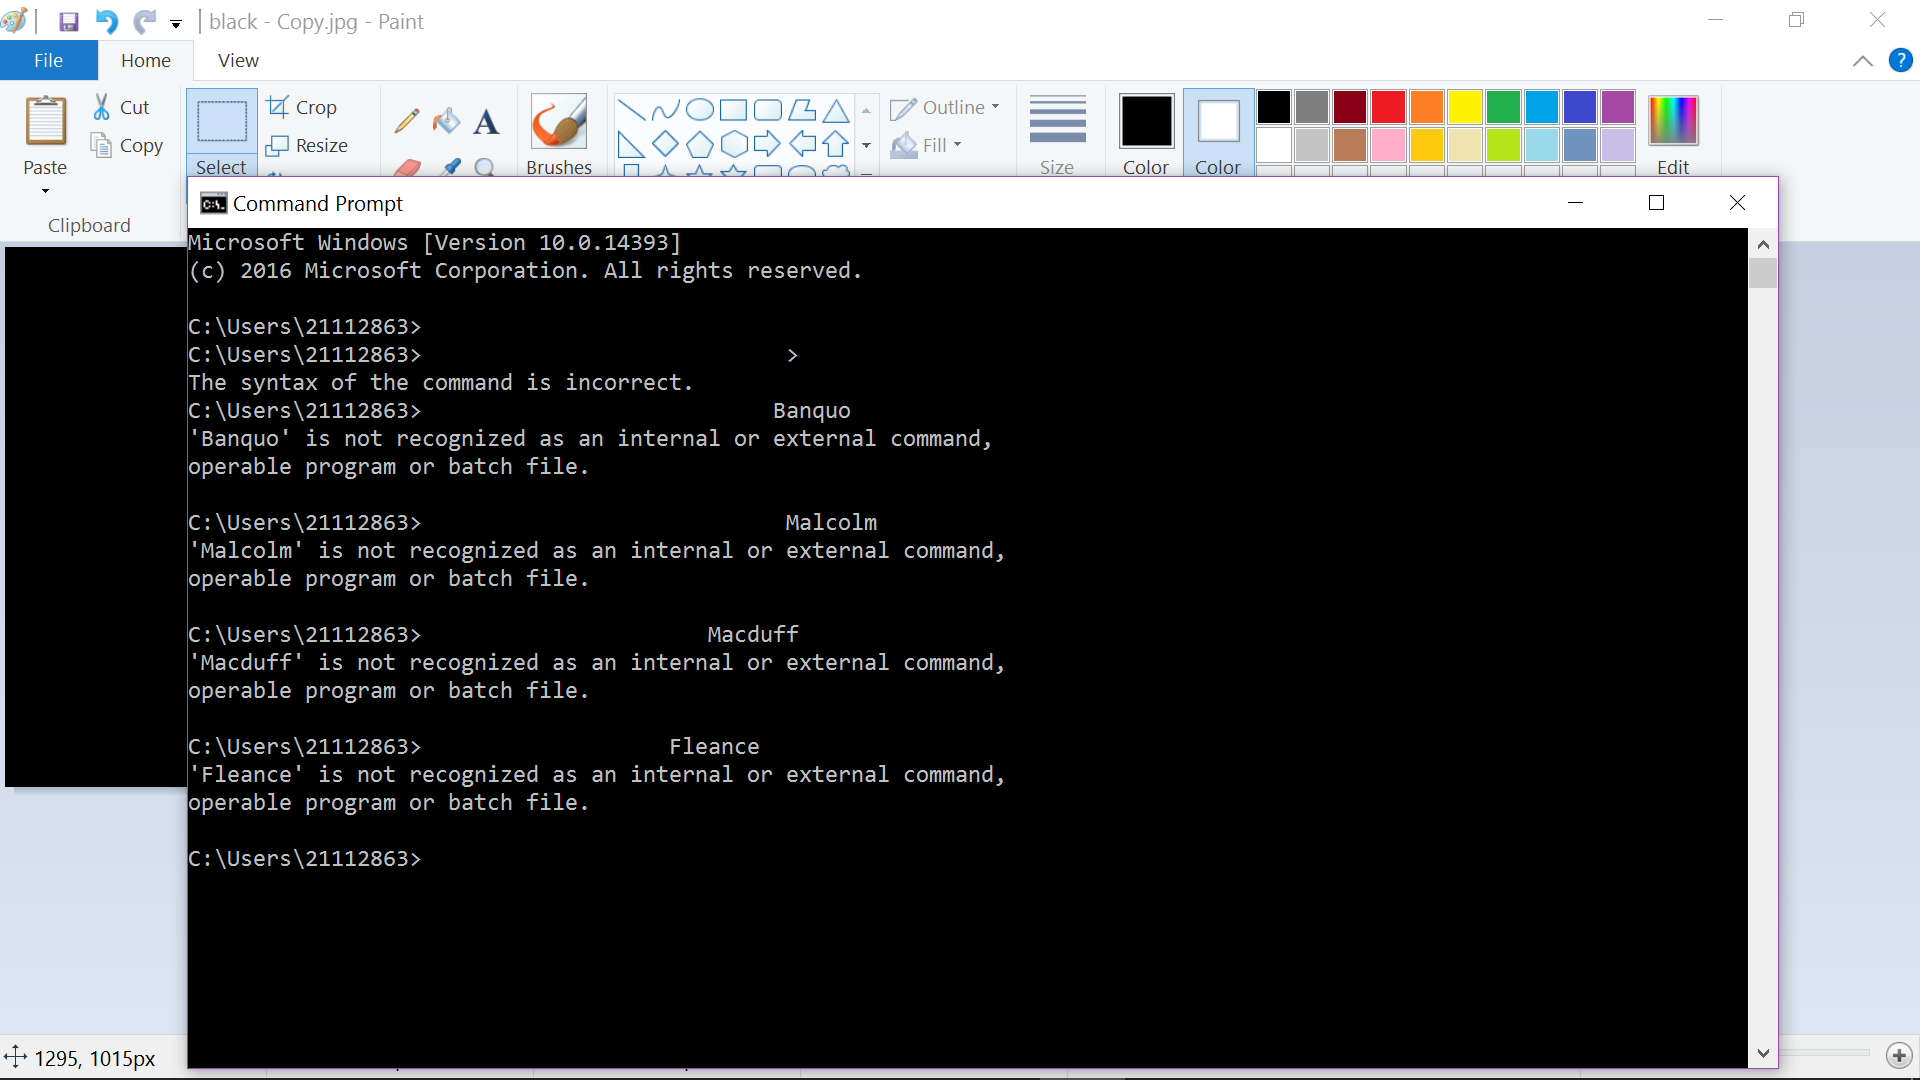 black - Copy.jpg - Paint
File Home View
Cut
Copy
Paste
Clipboard
Crop
Resize
Select
A
Brushes
Outline
Fill
Size
Color
Color
Edit
?
C:\. Command Prompt
Microsoft Windows [Version 10.0.14393]
(c) 2016 Microsoft Corporation. All rights reserved.
C:\Users\21112863>
C:\Users\21112863> >
The syntax of the command is incorrect.
C:\Users\21112863> Banquo
'Banquo' is not recognized as an internal or external command,
operable program or batch file.
C:\Users\21112863> Malcolm
'Malcolm' is not recognized as an internal or external command,
operable program or batch file.
C:\Users\21112863> Macduff
'Macduff' is not recognized as an internal or external command,
operable program or batch file.
C:\Users\21112863> Fleance
'Fleance' is not recognized as an internal or external command,
operable program or batch file.
C:\Users\21112863>
1295, 1015px